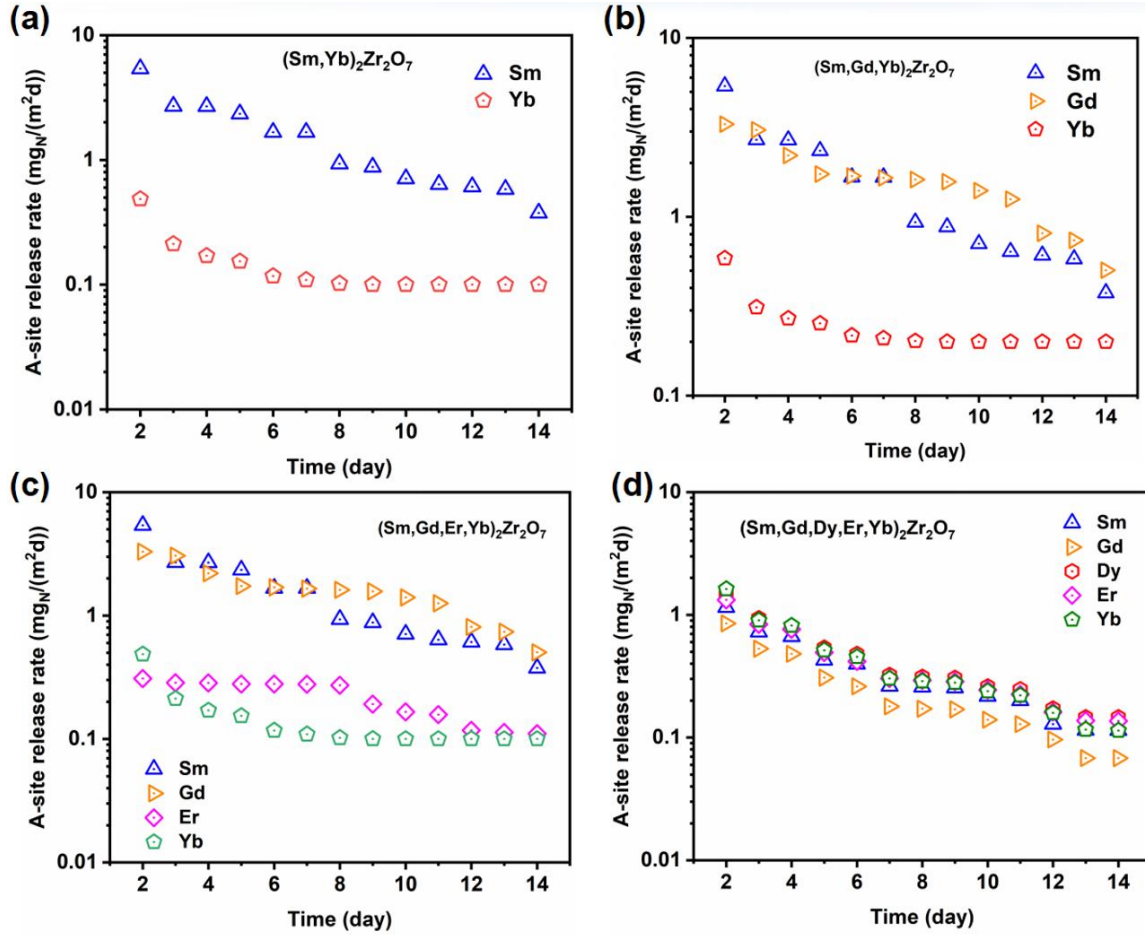 (a)
(Sm,Yb)₂Zr₂O₇
Sm
Yb
A-site release rate (mg_N/(m²d))
10
1
0.1
0.01
2 4 6 8 10 12 14
Time (day)
(b)
(Sm,Gd,Yb)₂Zr₂O₇
Sm
Gd
Yb
A-site release rate (mg_N/(m²d))
10
1
0.1
2 4 6 8 10 12 14
Time (day)
(c)
(Sm,Gd,Er,Yb)₂Zr₂O₇
Sm
Gd
Er
Yb
A-site release rate (mg_N/(m²d))
10
1
0.1
0.01
2 4 6 8 10 12 14
Time (day)
(d)
(Sm,Gd,Dy,Er,Yb)₂Zr₂O₇
Sm
Gd
Dy
Er
Yb
A-site release rate (mg_N/(m²d))
10
1
0.1
0.01
2 4 6 8 10 12 14
Time (day)